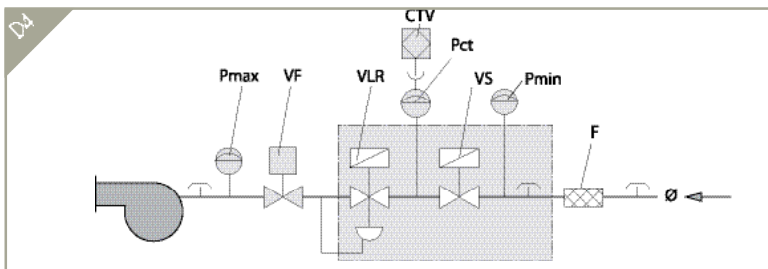 D4
CTV
Pct
Pmax VF VLR VS Pmin
F
Ø